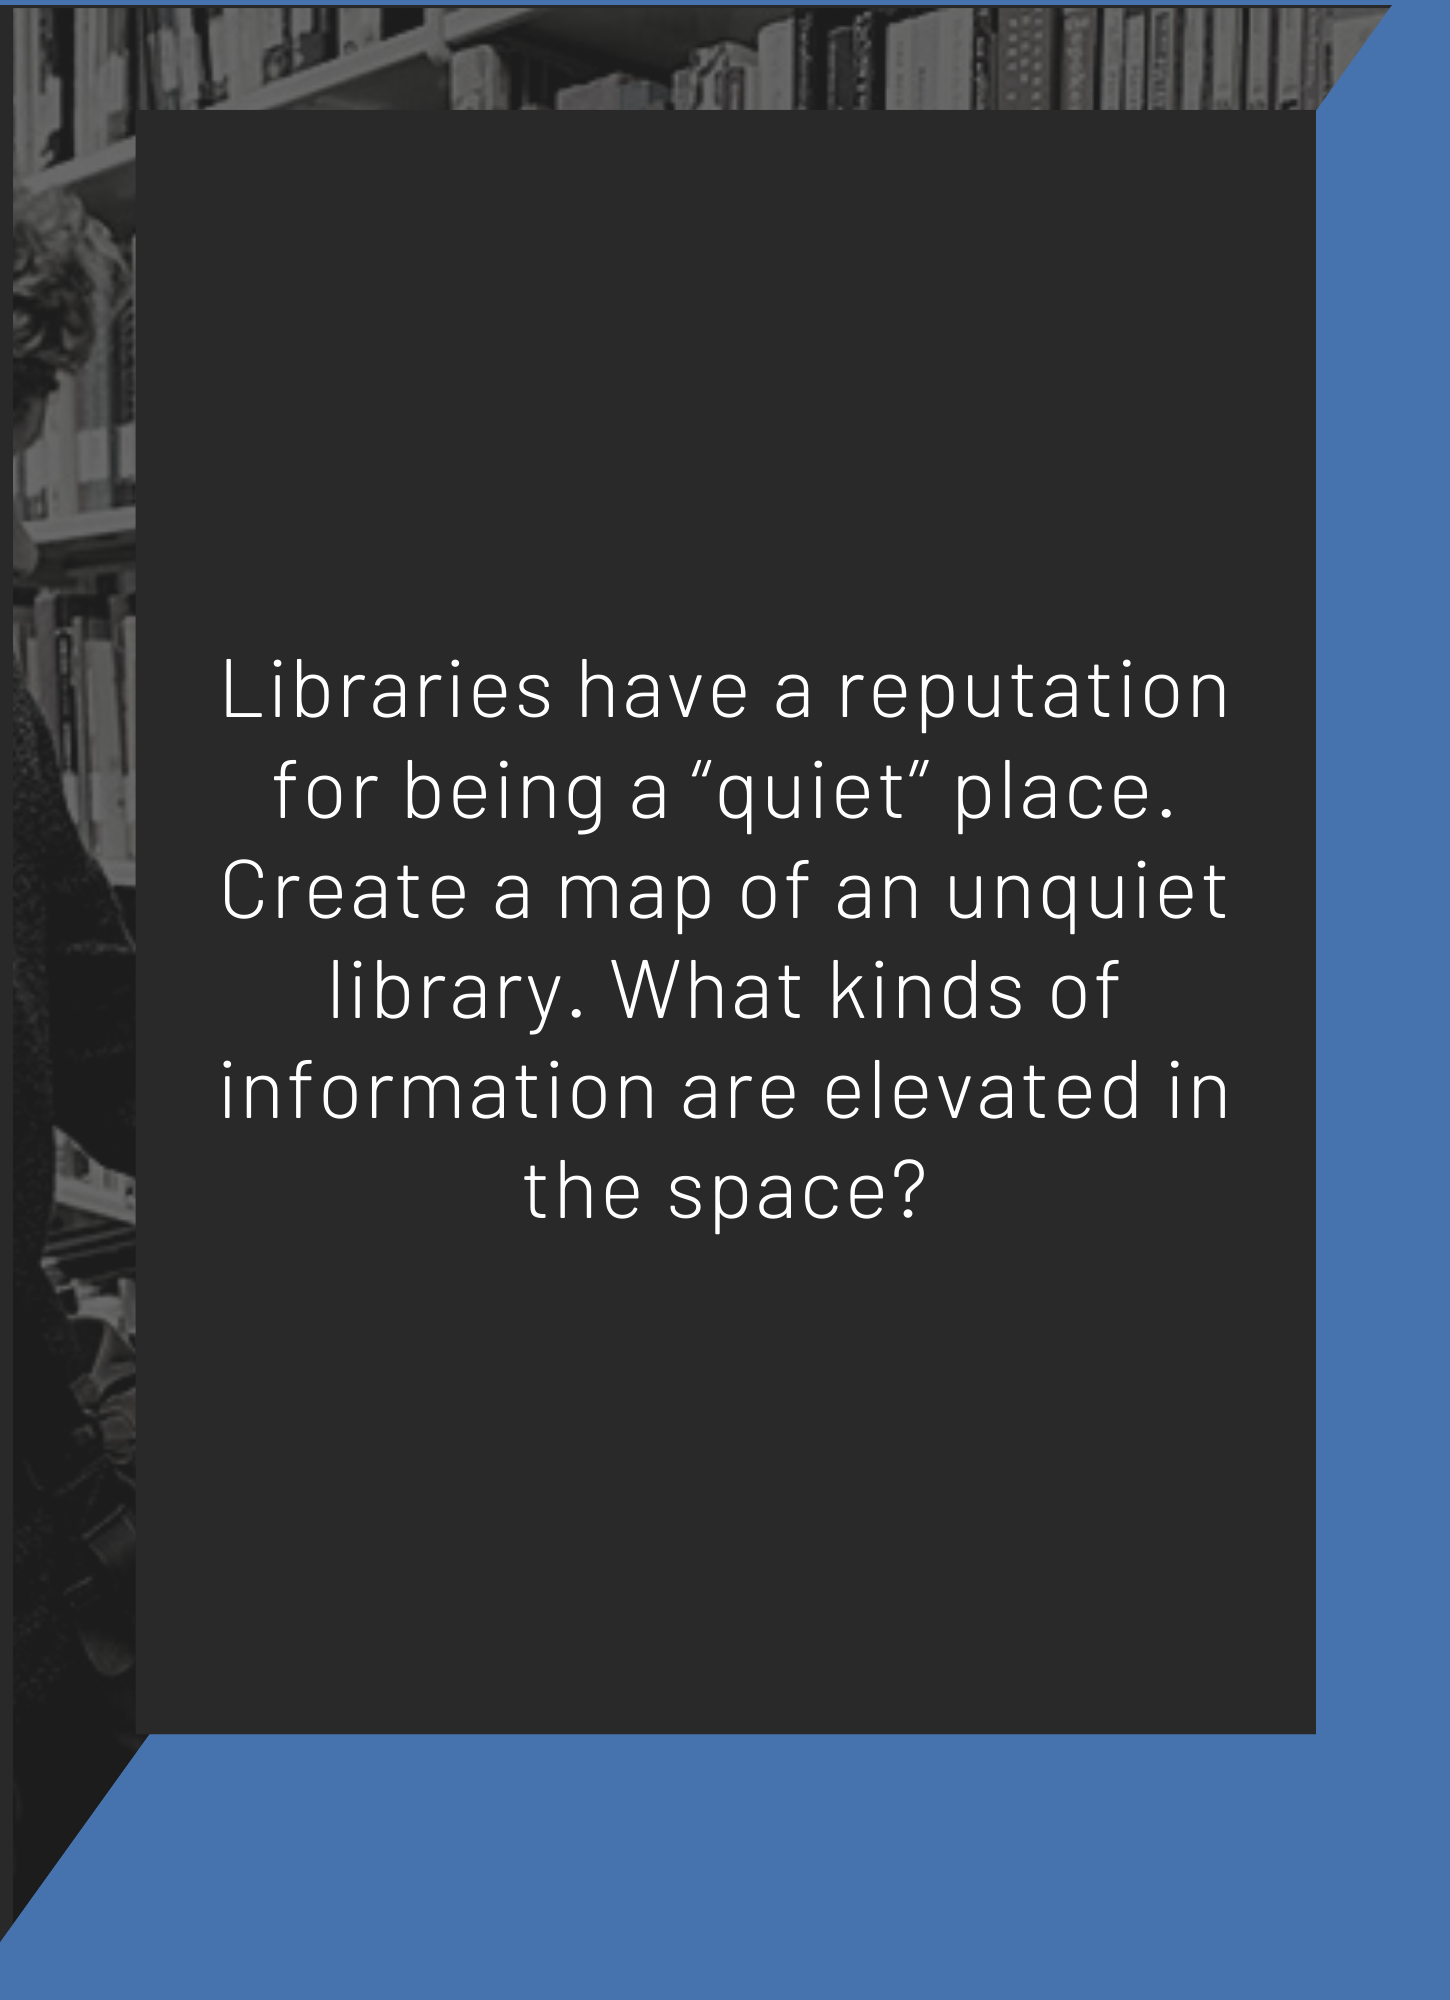 Libraries have a reputation
for being a “quiet” place.
Create a map of an unquiet
library. What kinds of
information are elevated in
the space?